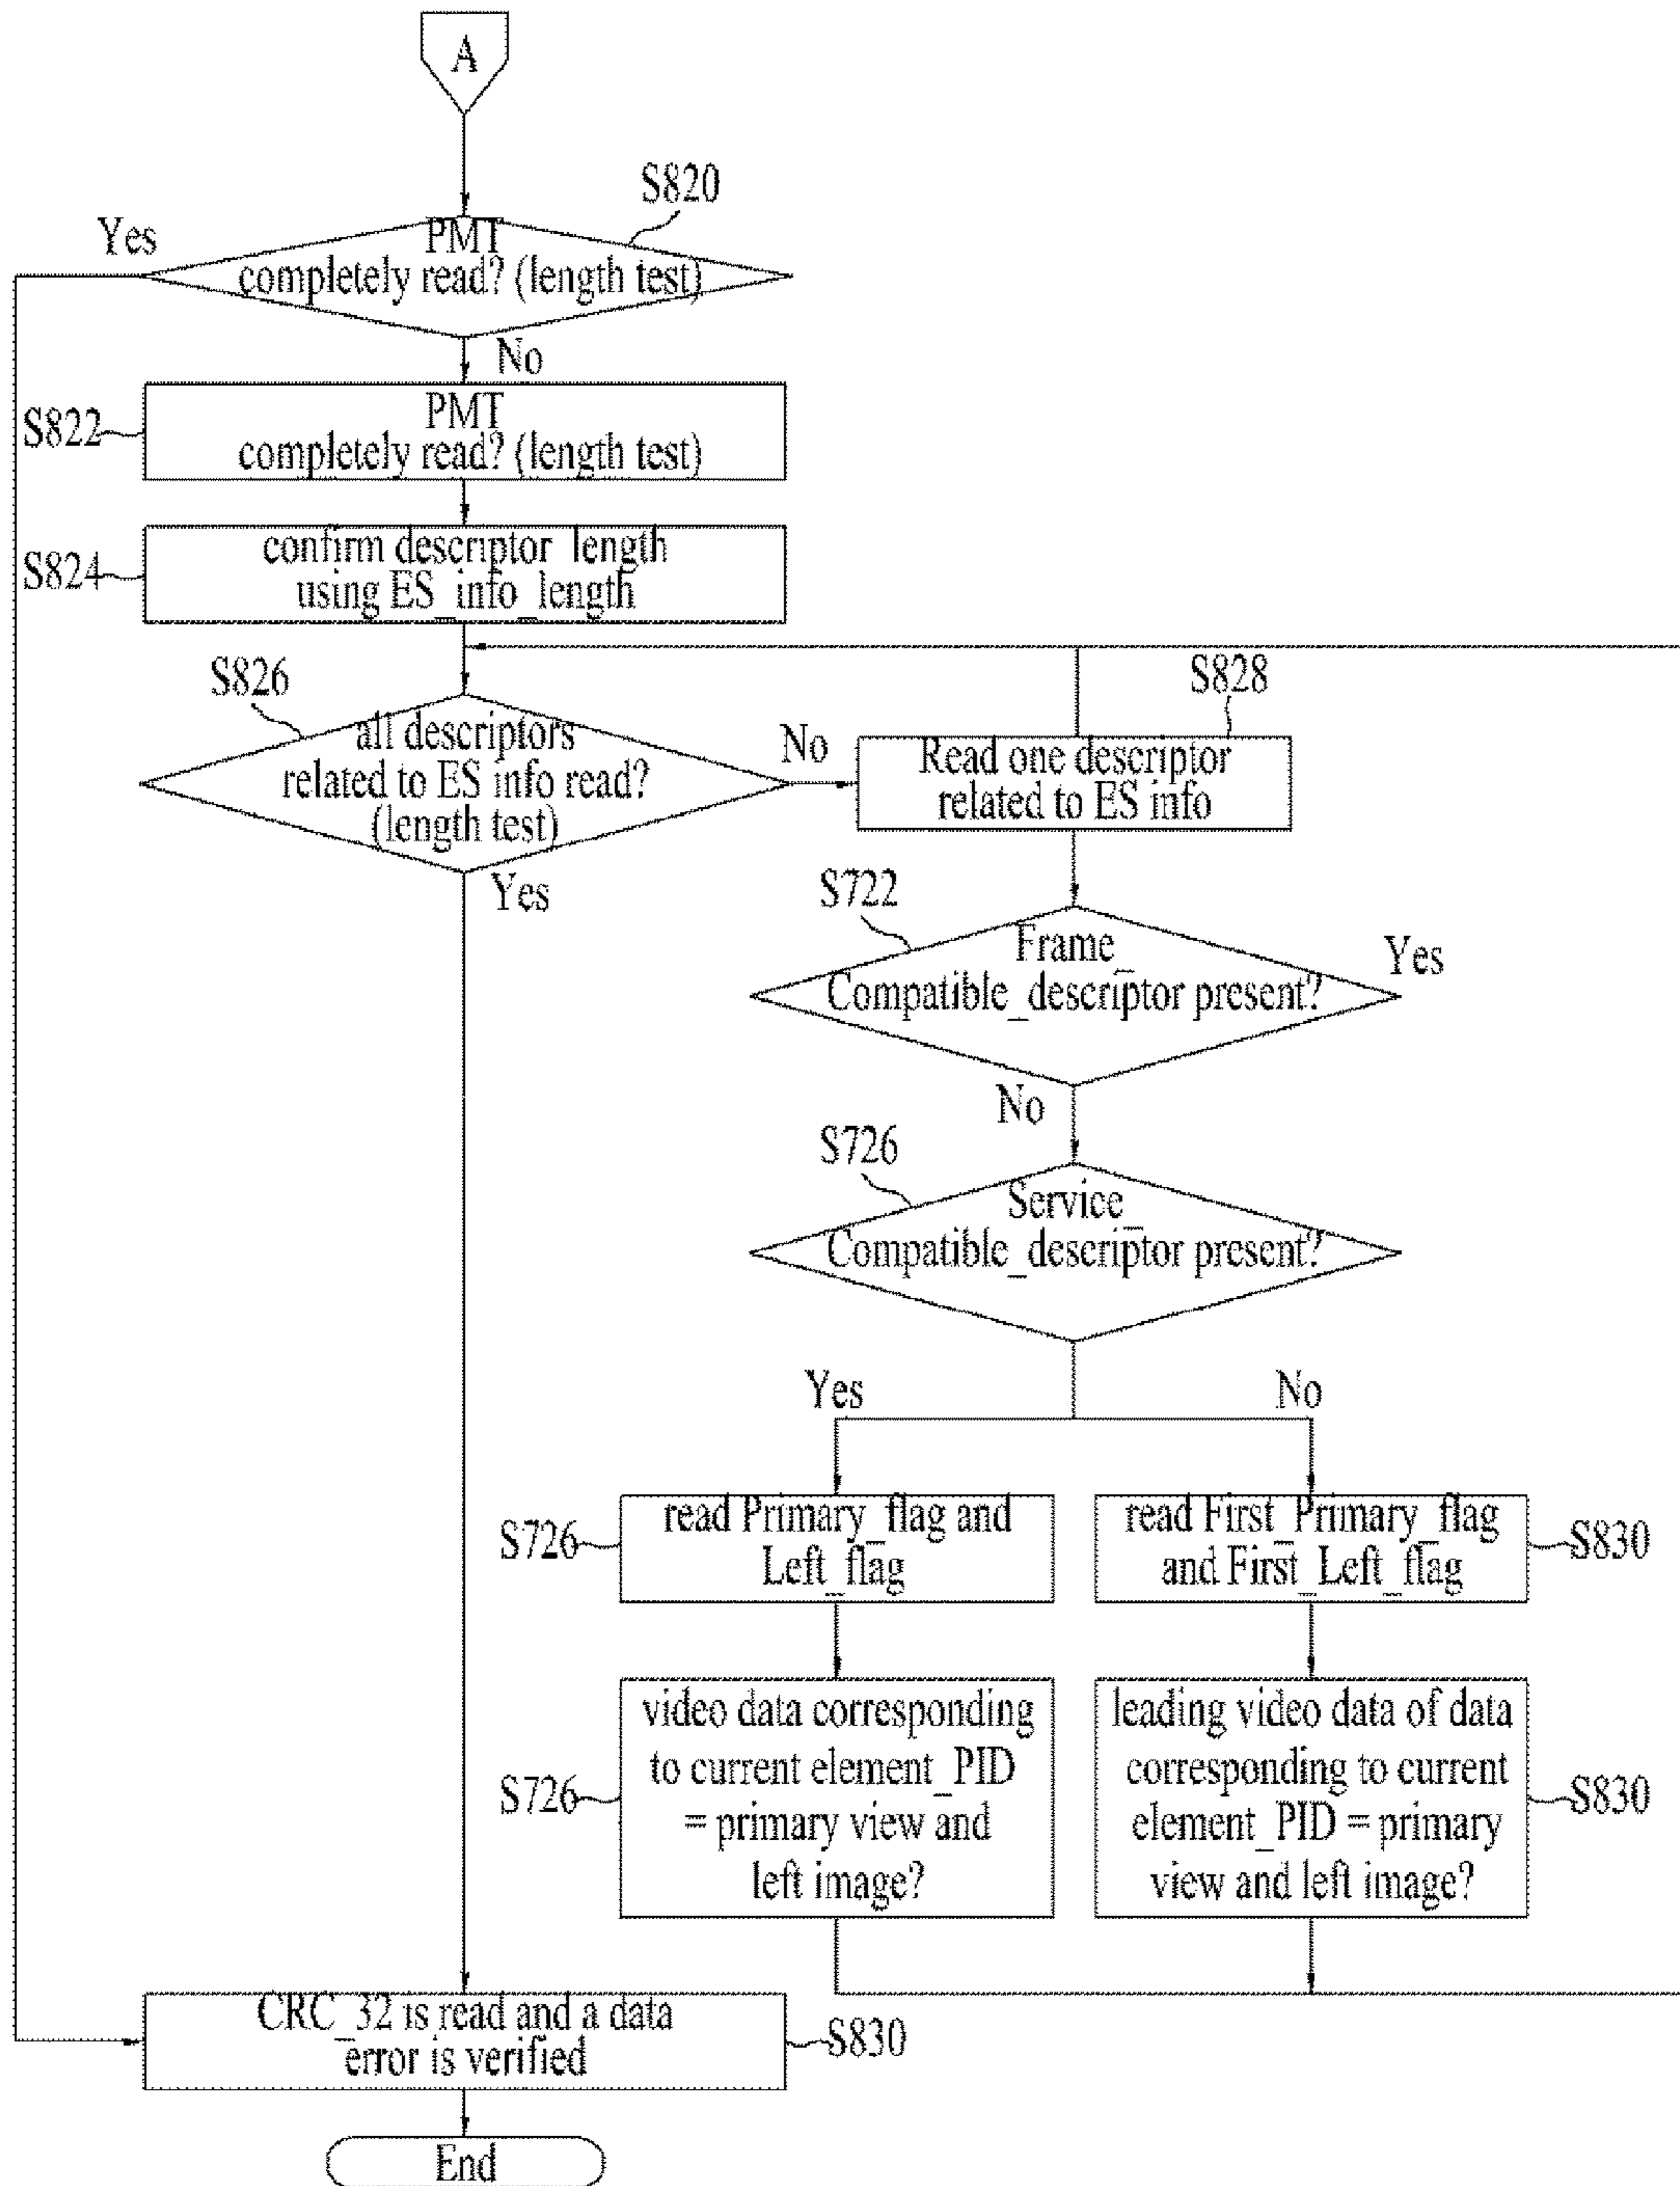 A
S820
Yes
PMT
completely read? (length test)
No
S822
PMT
completely read? (length test)
S824
confirm descriptor_length
using ES_info_length
S826
S828
all descriptors
related to ES info read?
(length test)
No
Read one descriptor
related to ES info
Yes
S722
Frame_
Compatible_descriptor present?
Yes
No
S726
Service_
Compatible_descriptor present?
Yes
No
S726
read Primary_flag and
Left_flag
read First_Primary_flag
and First_Left_flag
S830
S726
video data corresponding
to current element_PID
= primary view and
left image?
leading video data of data
corresponding to current
element_PID = primary
view and left image?
S830
CRC_32 is read and a data
error is verified
S830
End